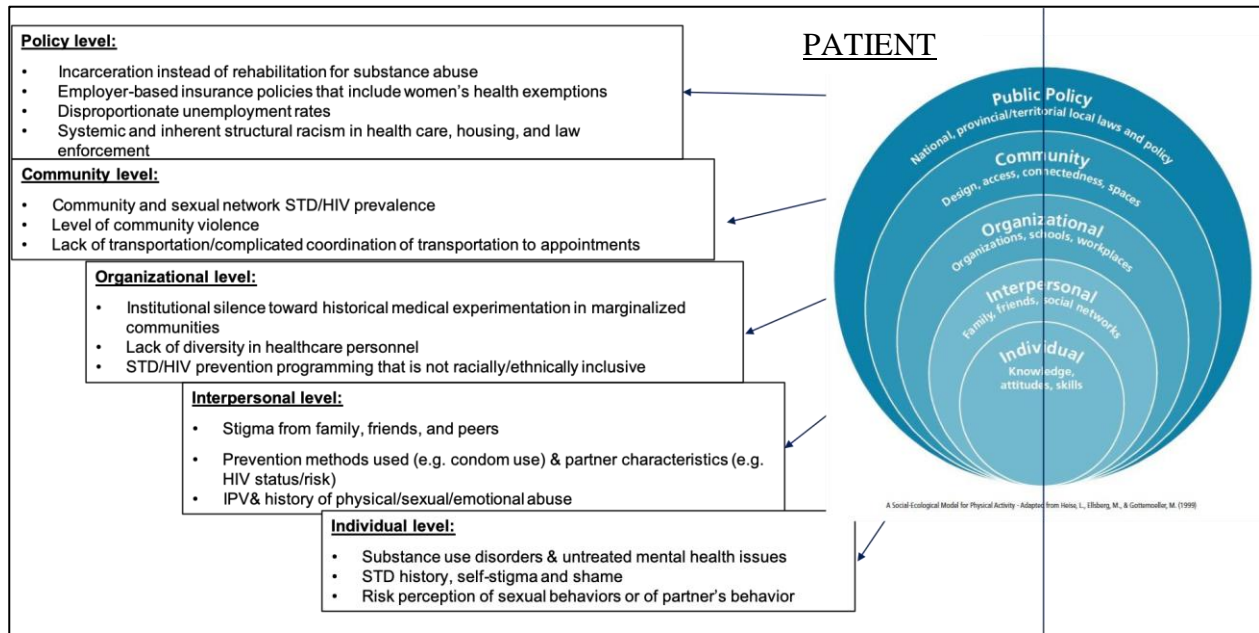 Policy level:
• Incarceration instead of rehabilitation for substance abuse
• Employer-based insurance policies that include women's health exemptions
• Disproportionate unemployment rates
• Systemic and inherent structural racism in health care, housing, and law
enforcement
Community level:
• Community and sexual network STD/HIV prevalence
• Level of community violence
• Lack of transportation/complicated coordination of transportation to appointments
Organizational level:
• Institutional silence toward historical medical experimentation in marginalized
communities
• Lack of diversity in healthcare personnel
• STD/HIV prevention programming that is not racially/ethnically inclusive
Interpersonal level:
• Stigma from family, friends, and peers
• Prevention methods used (e.g. condom use) & partner characteristics (e.g.
HIV status/risk)
• IPV& history of physical/sexual/emotional abuse
Individual level:
• Substance use disorders & untreated mental health issues
• STD history, self-stigma and shame
• Risk perception of sexual behaviors or of partner's behavior
PATIENT
Public Policy
National, provincial/territorial local laws and policy
Community
Design, access, connectedness, spaces
Organizational
Organizations, schools, workplaces
Interpersonal
Family, friends, social networks
Individual
Knowledge,
attitudes, skills
A Social-Ecological Model for Physical Activity - Adapted from Heise, L., Ellsberg, M., & Gottemoeller, M. (1999)